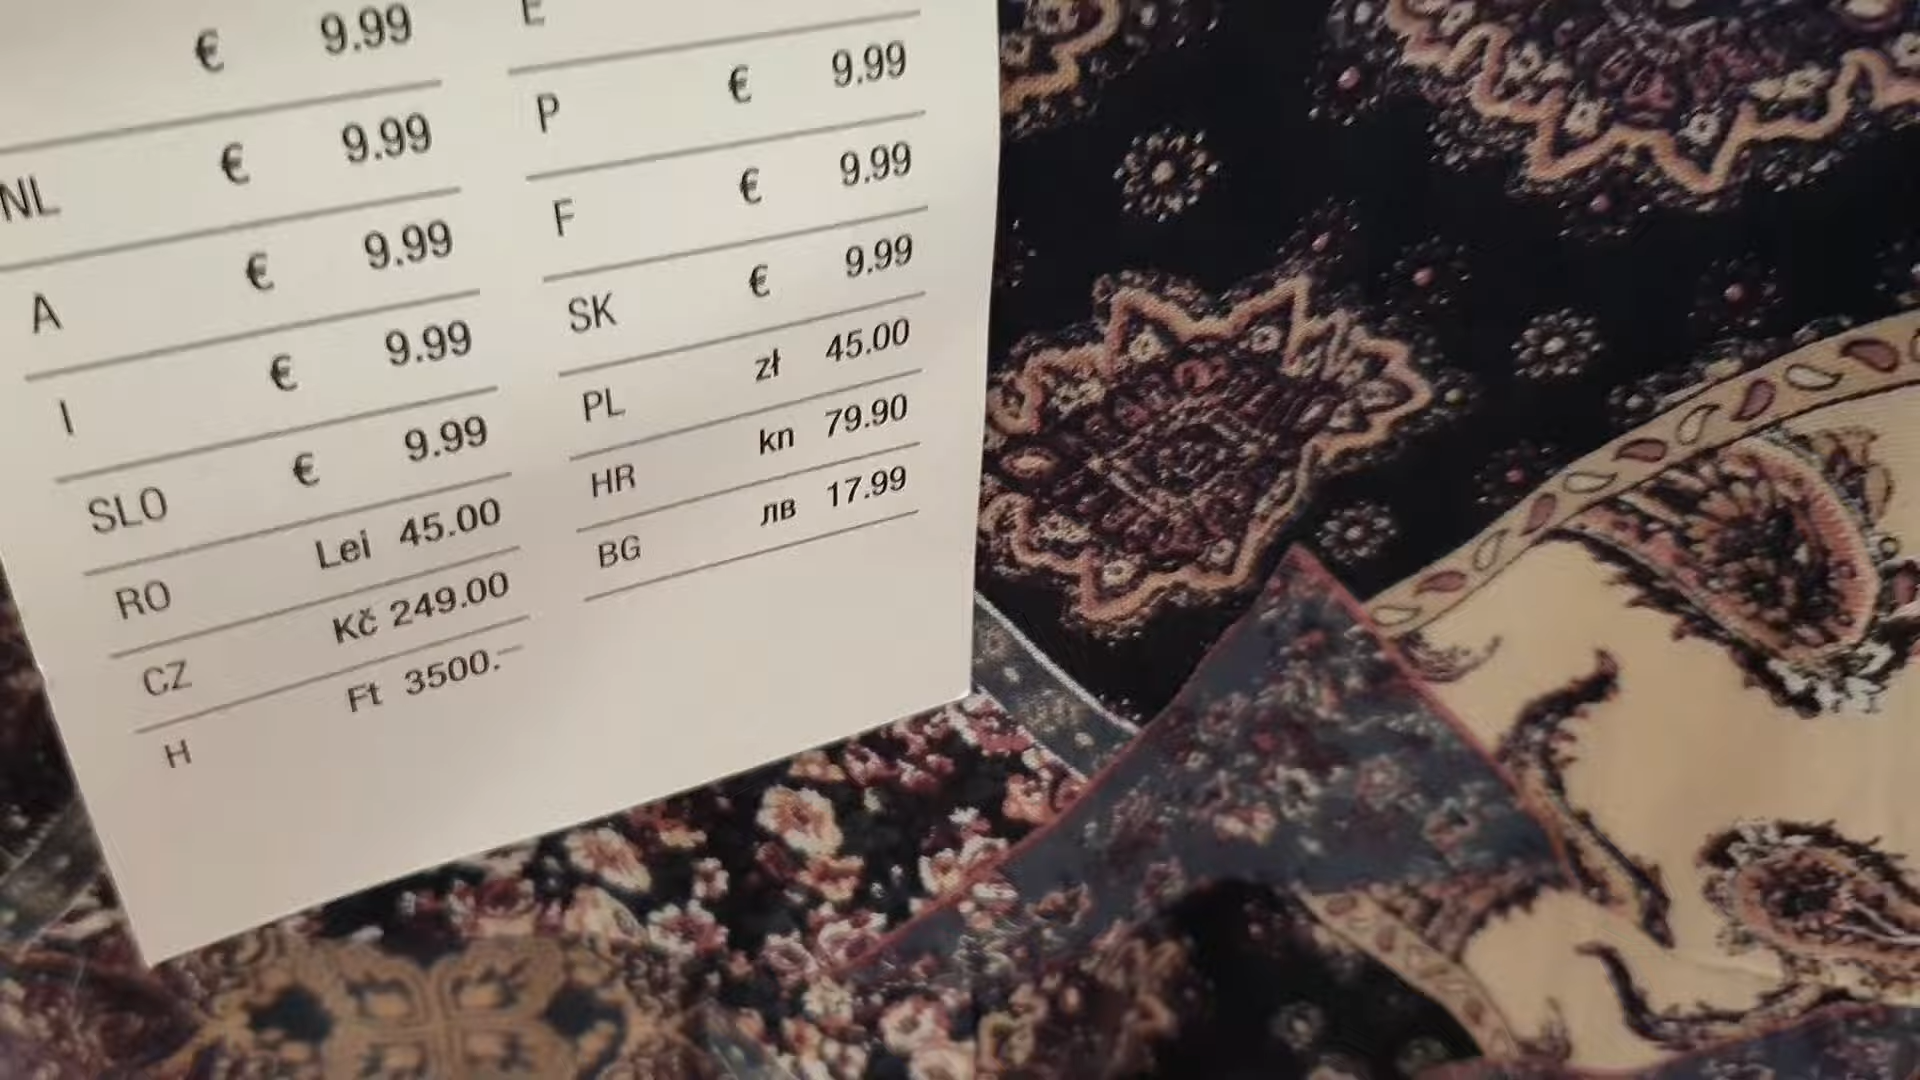 € 9.99
NL € 9.99
A € 9.99
I € 9.99
SLO € 9.99
RO Lei 45.00
CZ Kč 249.00
H Ft 3500.–
E
P € 9.99
F € 9.99
SK € 9.99
PL zł 45.00
HR kn 79.90
BG лв 17.99